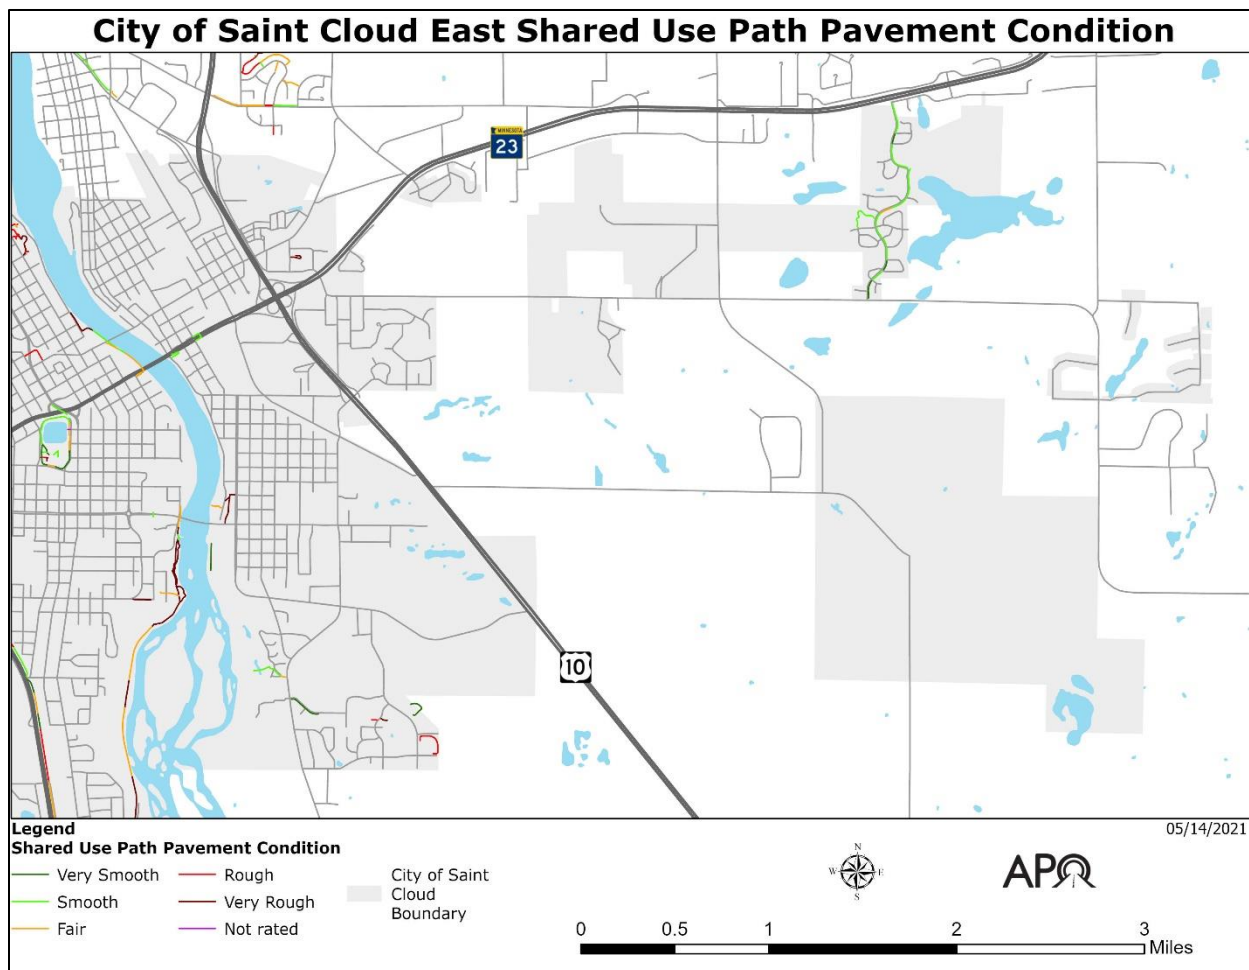 City of Saint Cloud East Shared Use Path Pavement Condition
MINNESOTA
23
10
05/14/2021
Legend
Shared Use Path Pavement Condition
Very Smooth
Smooth
Fair
Rough
Very Rough
Not rated
City of Saint
Cloud
Boundary
N
W E
S
APO
0 0.5 1 2 3
Miles